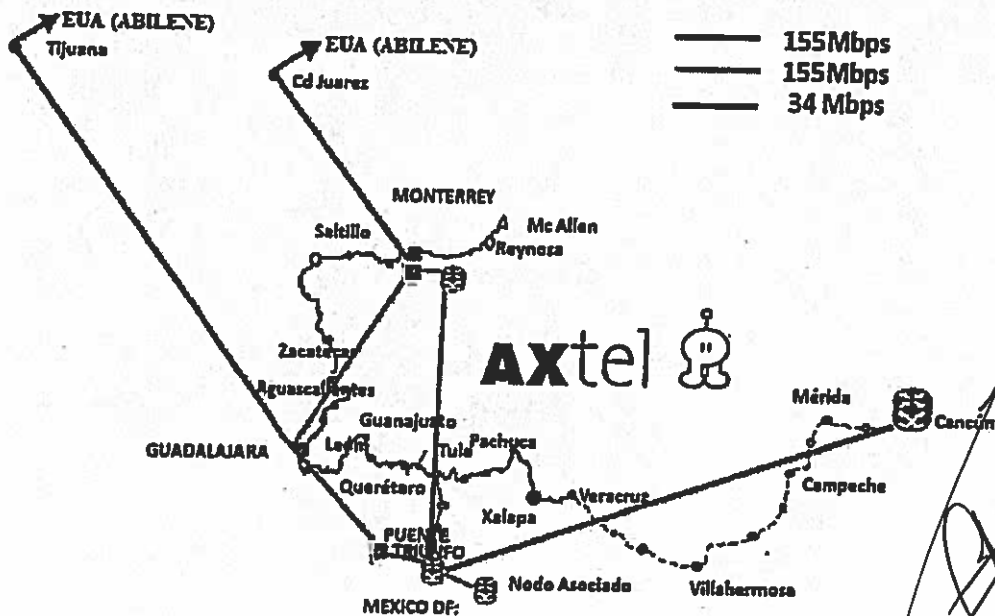 EUA (ABILENE)
Tijuana
EUA (ABILENE)
Cd Juarez
155Mbps
155Mbps
34 Mbps
MONTERREY
Saltillo
Mc Allen
Reynosa
Zacatecas
AXtel
Aguascalientes
Mérida
Cancún
Guanajuato
GUADALAJARA
León
Tula
Pachuca
Querétaro
Campeche
Xalapa
Veracruz
PUENTE
TRIUNFO
Villahermosa
Nodo Asociado
MEXICO DF: